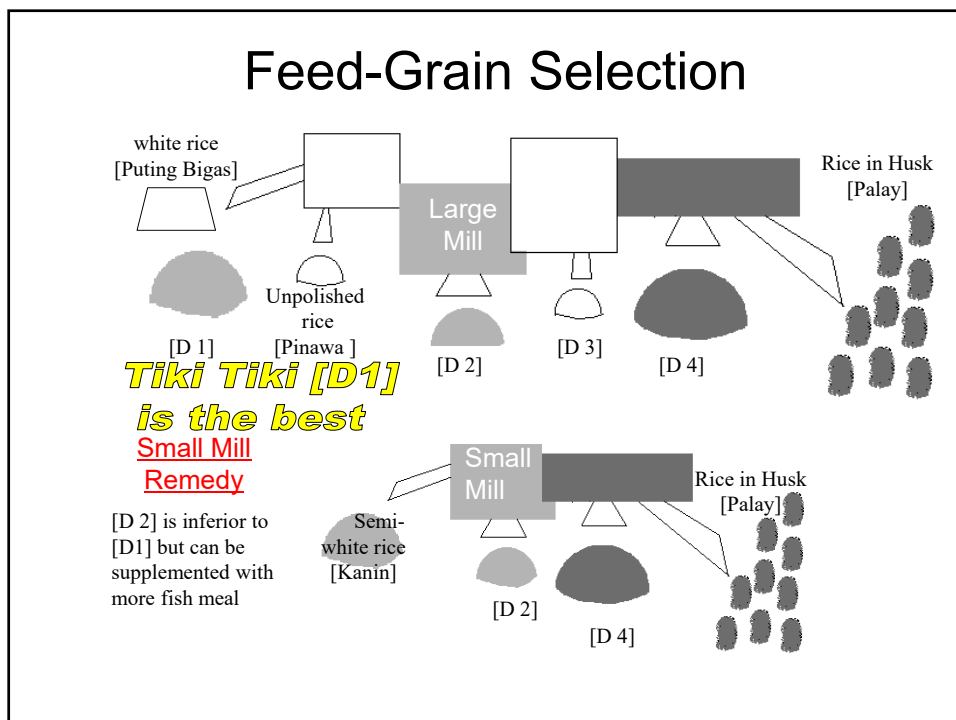 Feed-Grain Selection
white rice
[Puting Bigas]
Large
Mill
Rice in Husk
[Palay]
Unpolished
rice
[Pinawa ]
[D 1]
[D 2]
[D 3]
[D 4]
Tiki Tiki [D1]
is the best
Small Mill
Remedy
[D 2] is inferior to
[D1] but can be
supplemented with
more fish meal
Semi-
white rice
[Kanin]
Small
Mill
Rice in Husk
[Palay]
[D 2]
[D 4]